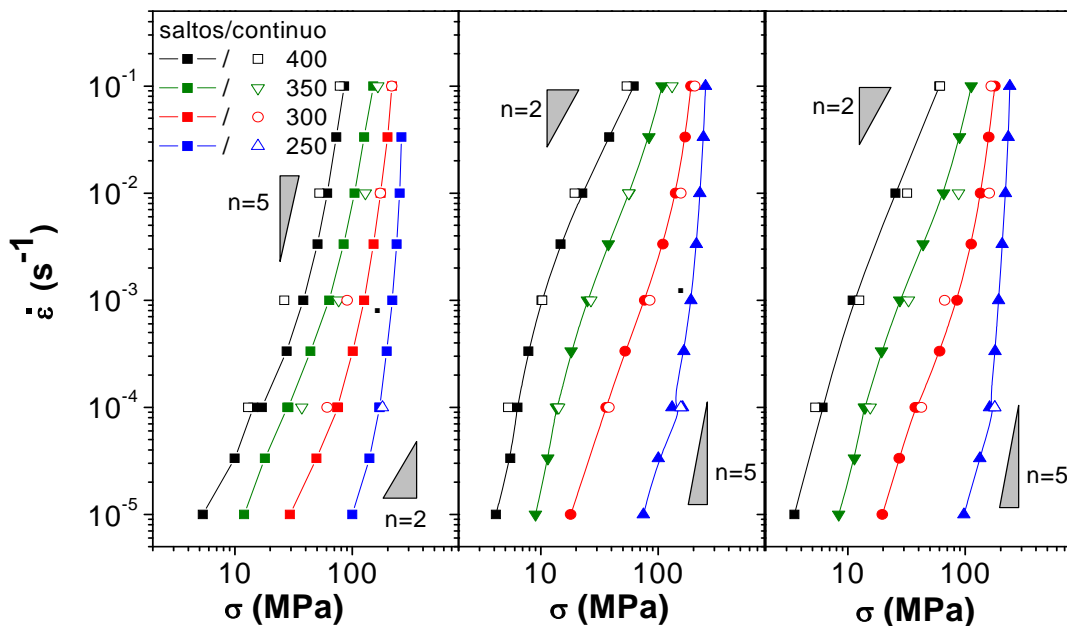 saltos/continuo
/ 400
/ 350
/ 300
/ 250
n=5
n=2
n=2
n=5
n=2
n=5
ε̇ (s⁻¹)
10⁻¹
10⁻²
10⁻³
10⁻⁴
10⁻⁵
10 100
10 100
10 100
σ (MPa)
σ (MPa)
σ (MPa)